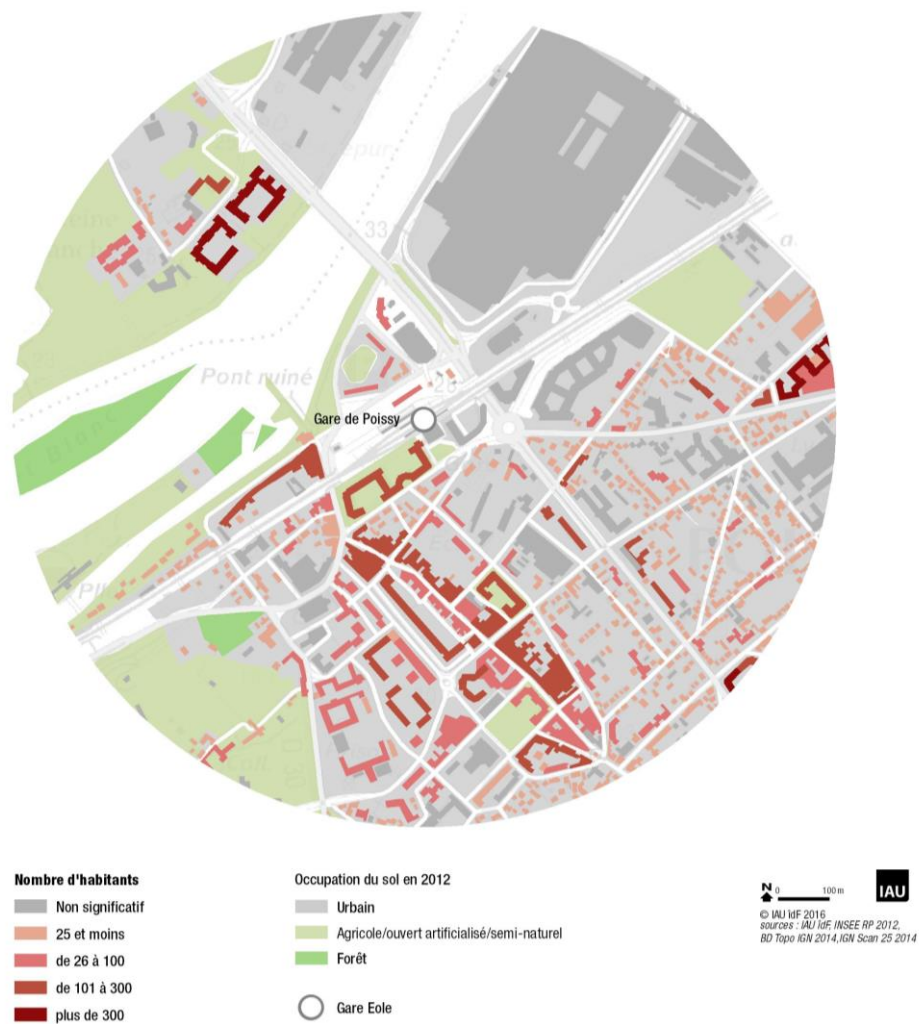 33
Pont ruiné
28
Gare de Poissy
Nombre d'habitants
Non significatif
25 et moins
de 26 à 100
de 101 à 300
plus de 300
Occupation du sol en 2012
Urbain
Agricole/ouvert artificialisé/semi-naturel
Forêt
Gare Eole
N
0 100 m
IAU
© IAU îdF 2016
sources : IAU îdF, INSEE RP 2012,
BD Topo IGN 2014,IGN Scan 25 2014